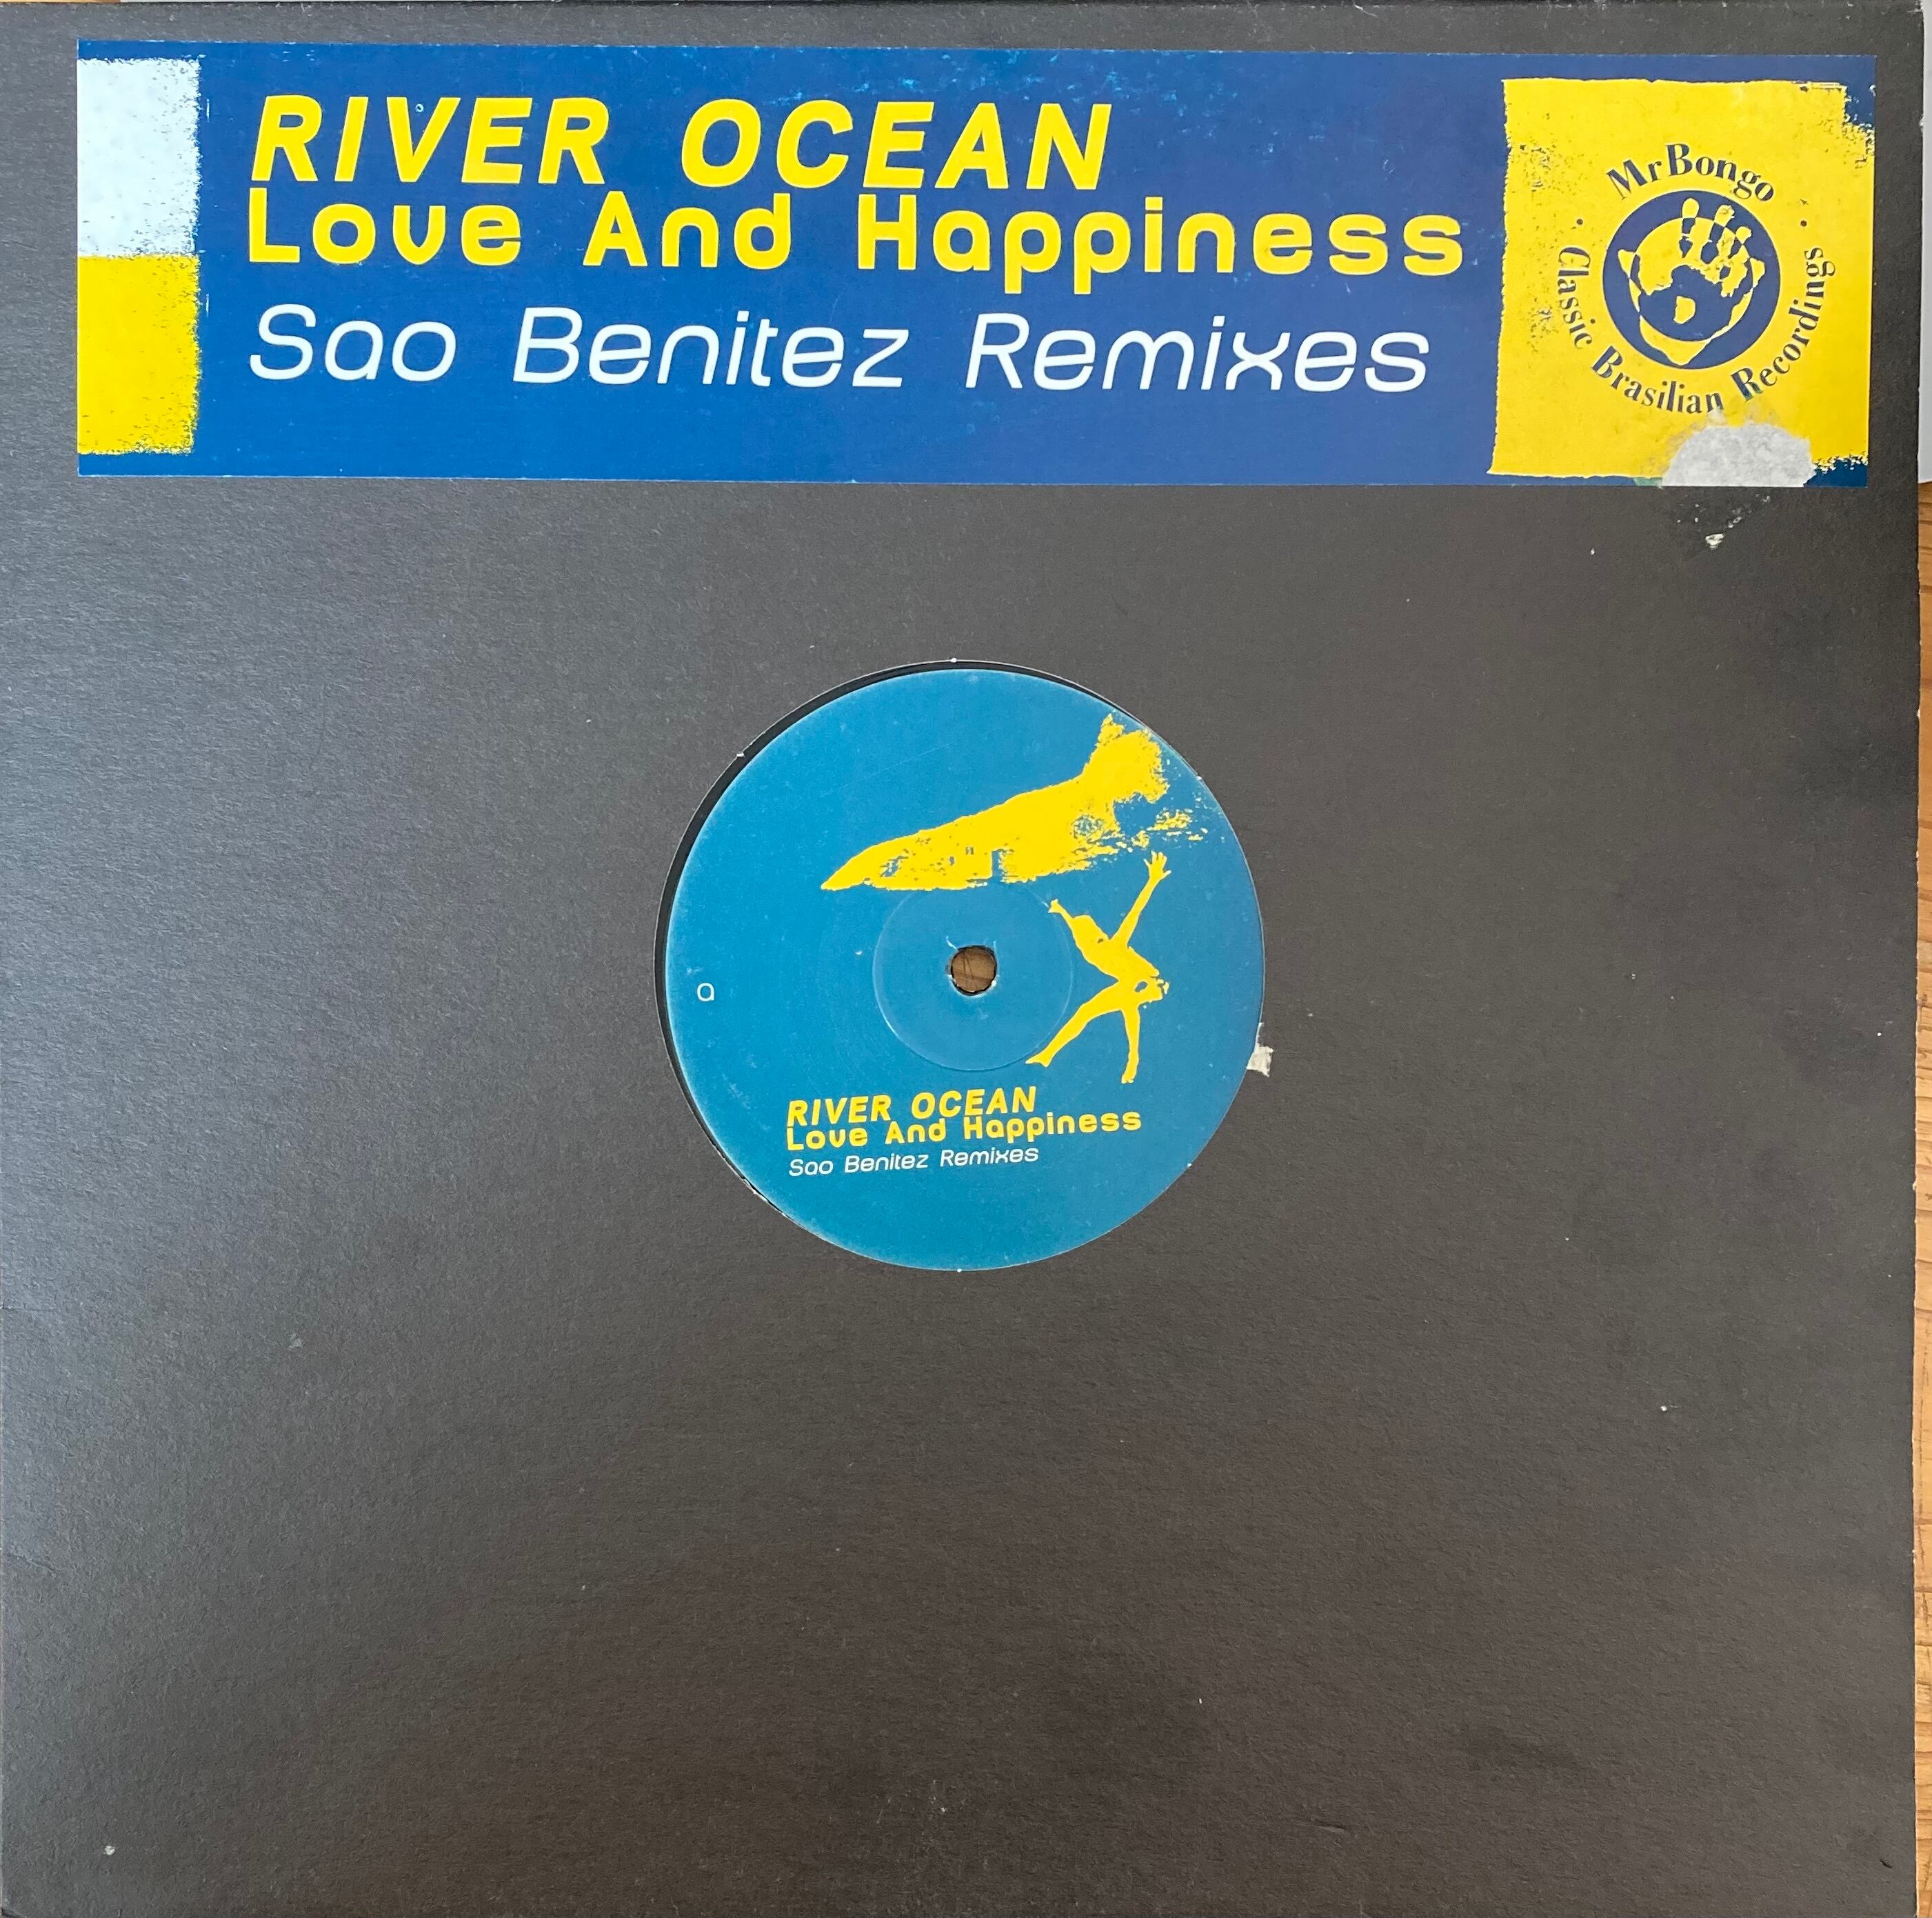 RIVER OCEAN
Love And Happiness
Sao Benitez Remixes
Mr Bongo
· Classic Brasilian Recordings ·
a
RIVER OCEAN
Love And Happiness
Sao Benitez Remixes